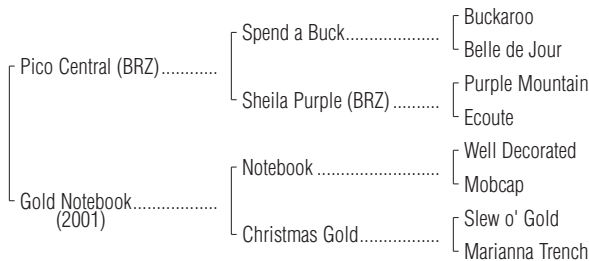 Spend a Buck
Buckaroo
Belle de Jour
Pico Central (BRZ)
Sheila Purple (BRZ)
Purple Mountain
Ecoute
Notebook
Well Decorated
Mobcap
Gold Notebook
(2001)
Christmas Gold
Slew o' Gold
Marianna Trench